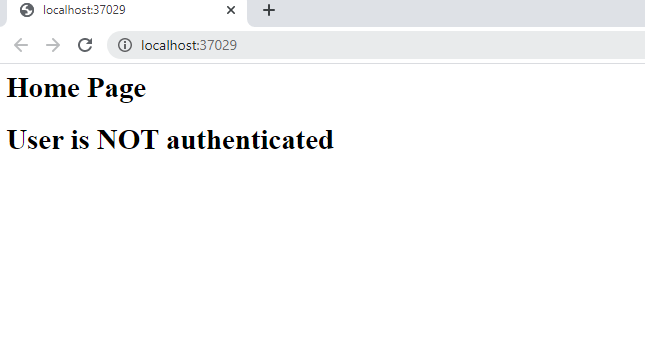 localhost:37029
localhost:37029
Home Page
User is NOT authenticated